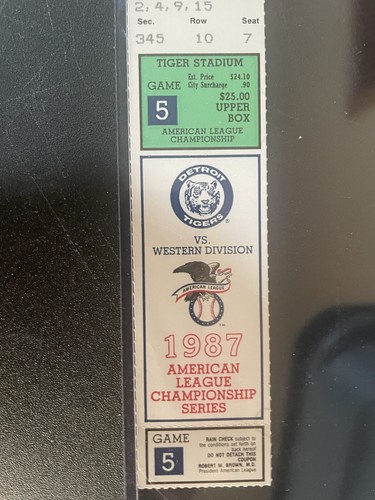 2, 4, 9, 15
Sec. Row Seat
345 10 7
TIGER STADIUM
Est. Price $24.10
City Surcharge .90
GAME
5
$25.00
UPPER
BOX
AMERICAN LEAGUE
CHAMPIONSHIP
DETROIT
TIGERS
®
VS.
WESTERN DIVISION
AMERICAN LEAGUE
T.M.
1987
AMERICAN
LEAGUE
CHAMPIONSHIP
SERIES
GAME
5
RAIN CHECK subject to
the conditions set forth on
back hereof
DO NOT DETACH THIS
COUPON
ROBERT W. BROWN, M.D.
President American League